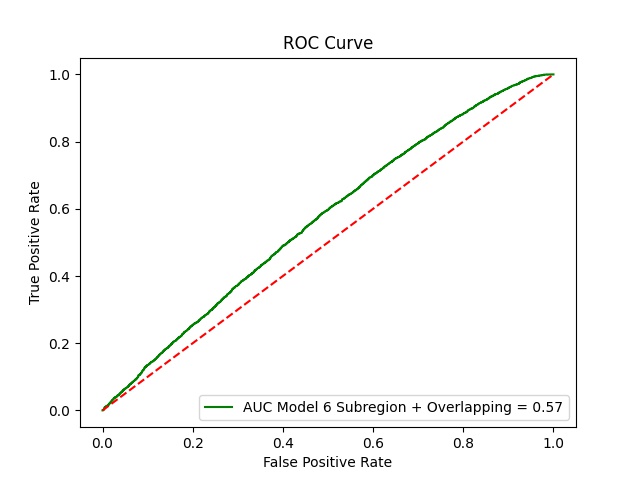 ROC Curve
True Positive Rate
1.0
0.8
0.6
0.4
0.2
0.0
AUC Model 6 Subregion + Overlapping = 0.57
0.0 0.2 0.4 0.6 0.8 1.0
False Positive Rate